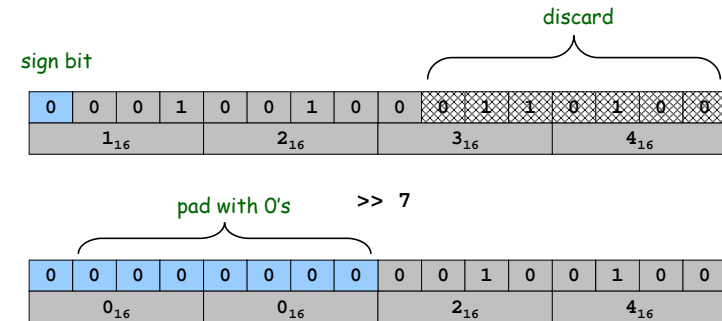 discard
sign bit
0 0 0 1 0 0 1 0 0 0 1 1 0 1 0 0
1₁₆ 2₁₆ 3₁₆ 4₁₆
pad with 0's >> 7
0 0 0 0 0 0 0 0 0 0 1 0 0 1 0 0
0₁₆ 0₁₆ 2₁₆ 4₁₆